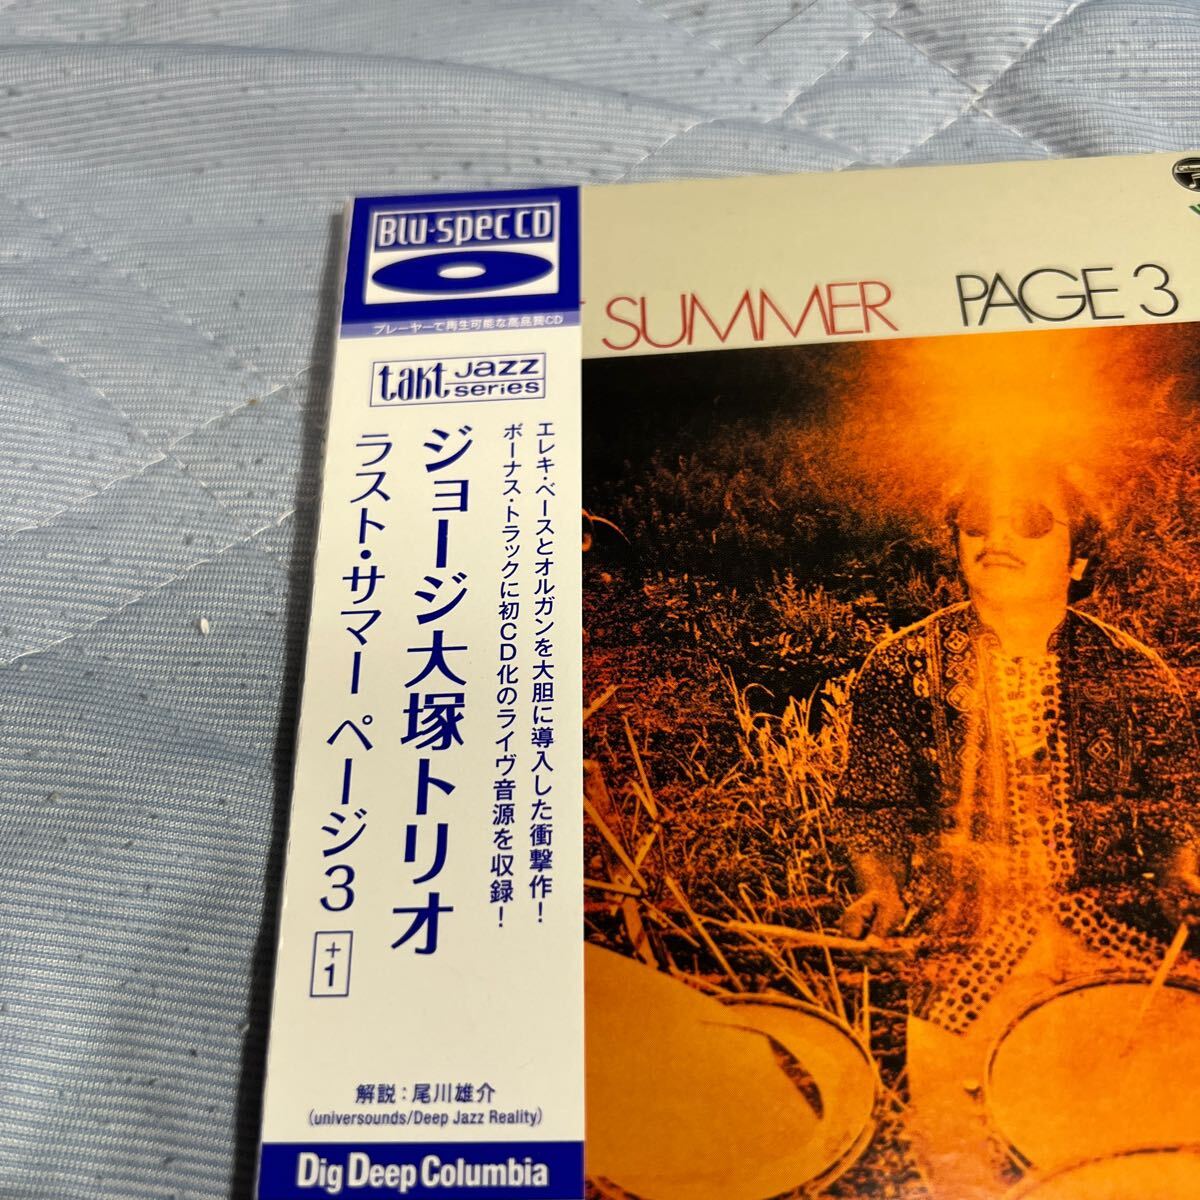 Blu-spec CD
プレーヤーで再生可能な高品質CD
takt jazz series
エレキ・ベースとオルガンを大胆に導入した衝撃作！
ボーナス・トラックに初CD化のライヴ音源を収録！
ジョージ大塚トリオ
ラスト・サマー ページ3 +1
解説：尾川雄介
(universounds/Deep Jazz Reality)
Dig Deep Columbia
SUMMER PAGE 3